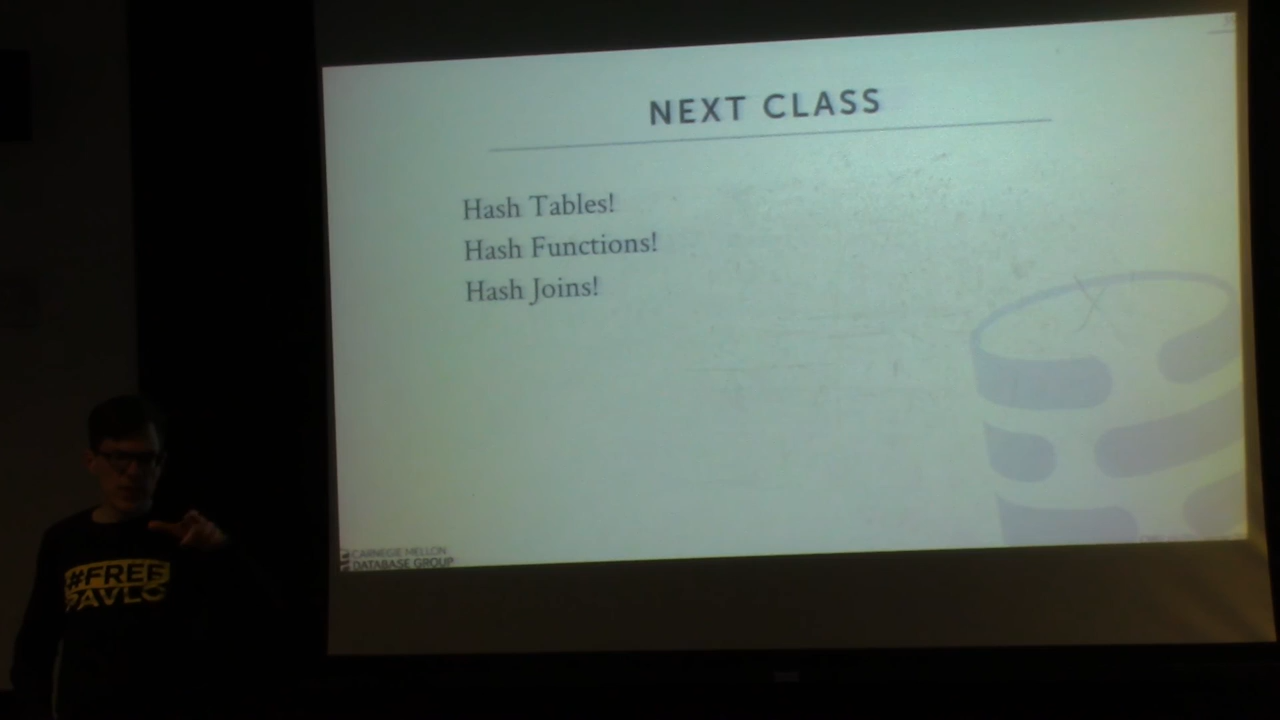 NEXT CLASS
Hash Tables!
Hash Functions!
Hash Joins!
CARNEGIE MELLON
DATABASE GROUP
#FREE
PAVLO